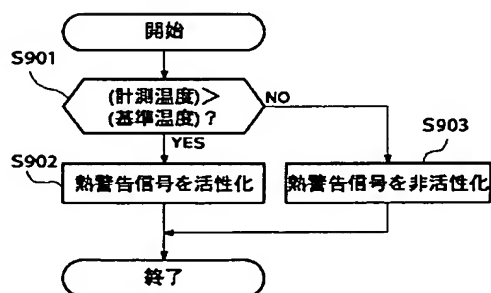 開始
S901
(計測温度)＞
(基準温度)？
NO
YES
S903
S902
熱警告信号を活性化
熱警告信号を非活性化
終了